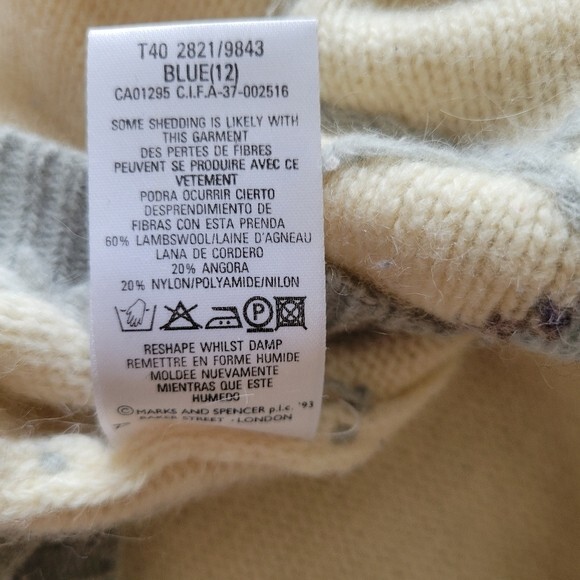 T40 2821/9843
BLUE(12)
CA01295 C.I.F.A-37-002516
SOME SHEDDING IS LIKELY WITH
THIS GARMENT
DES PERTES DE FIBRES
PEUVENT SE PRODUIRE AVEC CE
VETEMENT
PODRA OCURRIR CIERTO
DESPRENDIMIENTO DE
FIBRAS CON ESTA PRENDA
60% LAMBSWOOL/LAINE D'AGNEAU
LANA DE CORDERO
20% ANGORA
20% NYLON/POLYAMIDE/NILON
P
RESHAPE WHILST DAMP
REMETTRE EN FORME HUMIDE
MOLDEE NUEVAMENTE
MIENTRAS QUE ESTE
HUMEDO
© MARKS AND SPENCER p.l.c. '93
BAKER STREET · LONDON